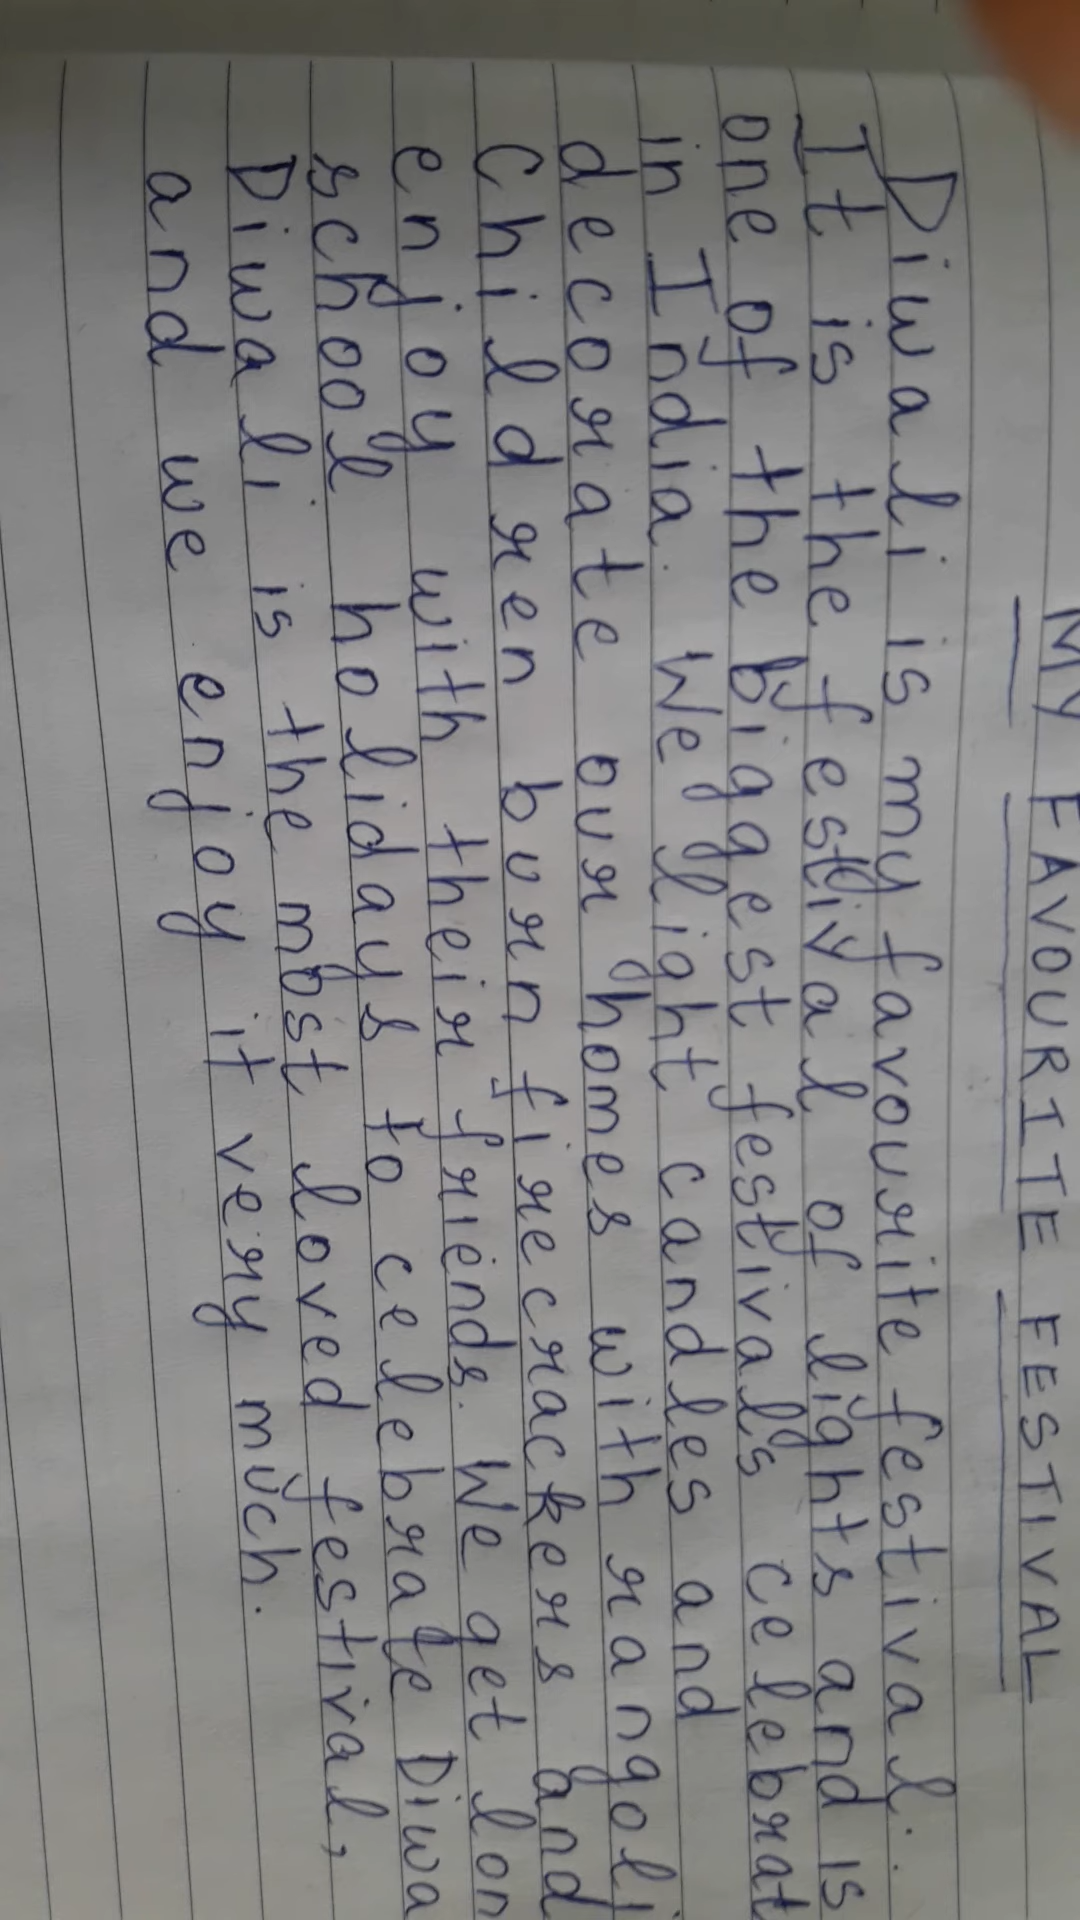 MY FAVOURITE FESTIVAL
Diwali is my favourite festival.
It is the festival of lights and is
one of the biggest festivals celebrat
in India. We light candles and
decorate our homes with rangoli
Children burn firecrackers and
enjoy with their friends. We get lon
school holidays to celebrate Diwa
Diwali is the most loved festival,
and we enjoy it very much.